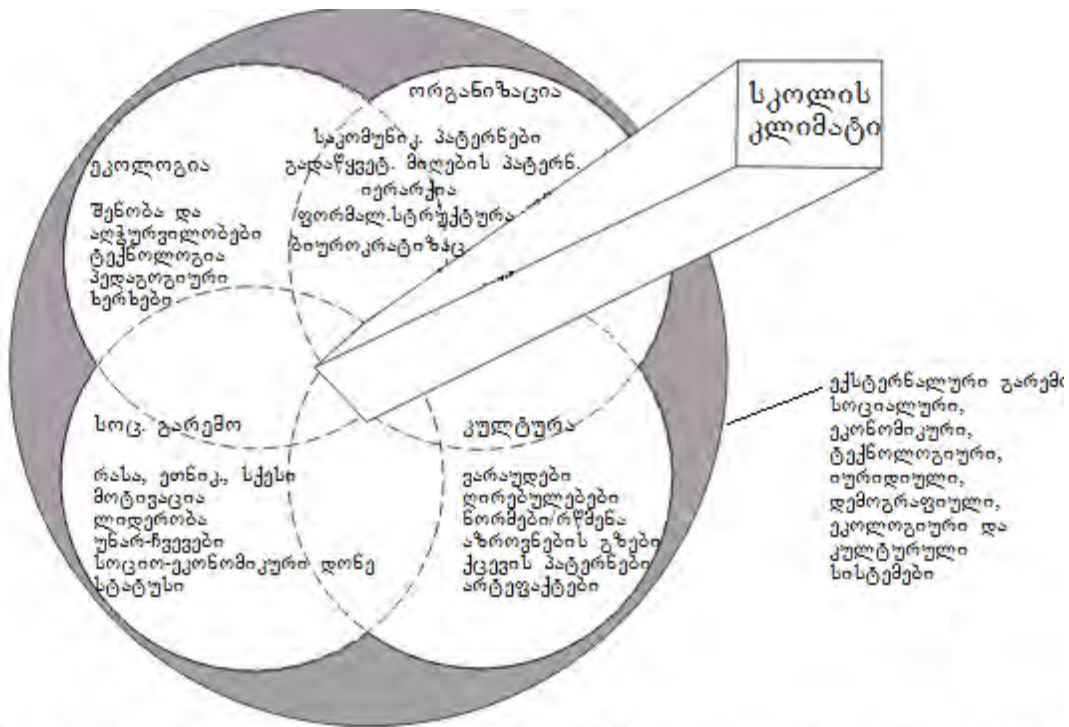 ორგანიზაცია
საკომუნიკ. პატერნები
გადაწყვეტ. მიღების პატერნ.
იერარქია
ფორმალ.სტრუქტურა
ბიუროკრატიზაც
სკოლის
კლიმატი
ეკოლოგია
შენობა და
აღჭურვილობები
ტექნოლოგია
პედაგოგიური
ხერხები
სოც. გარემო
რასა, ეთნიკ., სქესი
მოტივაცია
ლიდერობა
უნარ-ჩვევები
სოციო-ეკონომიკური დონე
სტატუსი
კულტურა
ვარაუდები
ღირებულებები
ნორმები/რწმენა
აზროვნების გზები
ქცევის პატერნები
არტეფაქტები
ექსტერნალური გარემო
სოციალური,
ეკონომიკური,
ტექნოლოგიური,
იურიდიული,
დემოგრაფიული,
ეკოლოგიური და
კულტურული
სისტემები